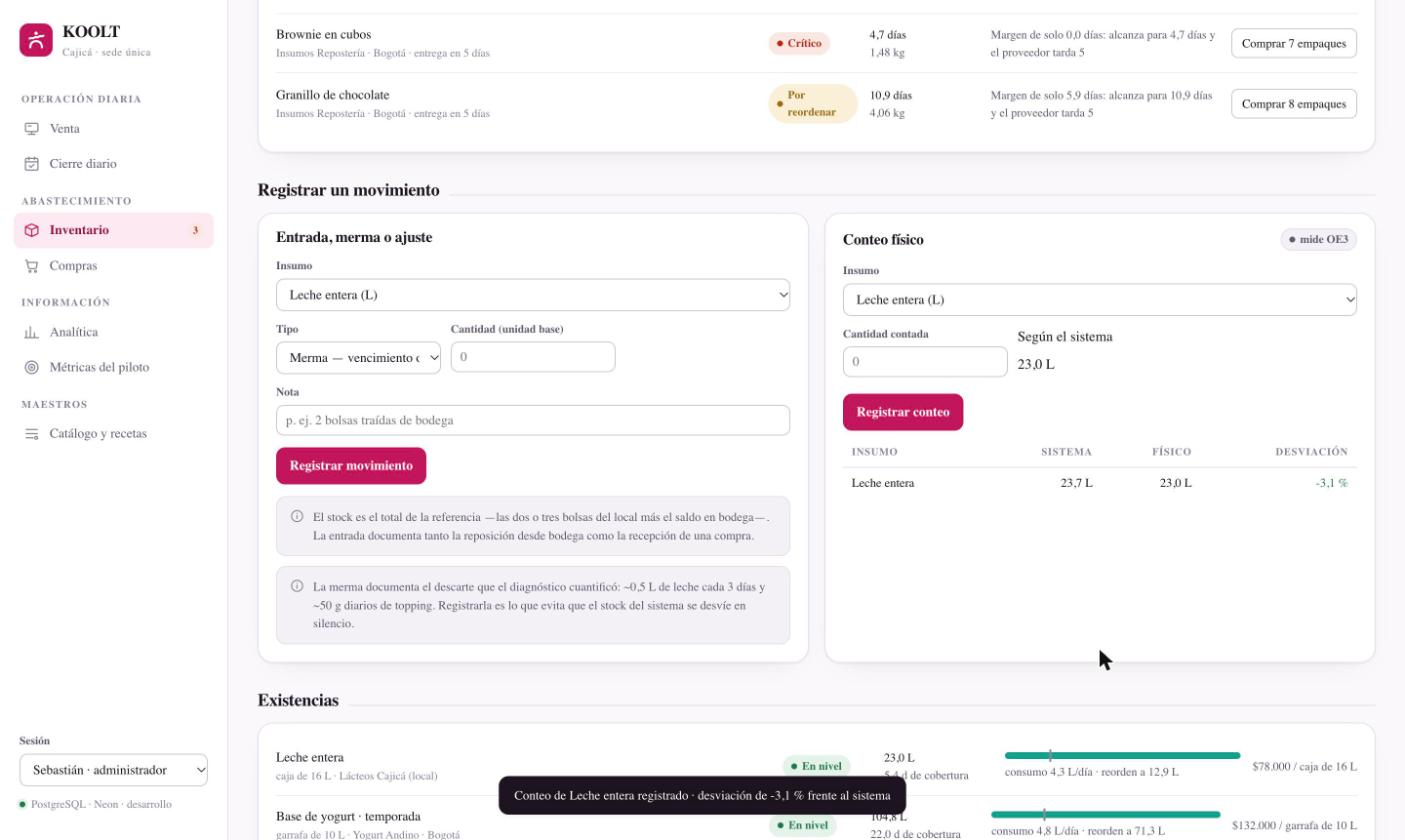 KOOLT
Cajicá · sede única
OPERACIÓN DIARIA
Venta
Cierre diario
ABASTECIMIENTO
Inventario 3
Compras
INFORMACIÓN
Analítica
Métricas del piloto
MAESTROS
Catálogo y recetas
Sesión
Sebastián · administrador
PostgreSQL · Neon · desarrollo
Brownie en cubos
Insumos Repostería · Bogotá · entrega en 5 días
Crítico
4,7 días
1,48 kg
Margen de solo 0,0 días: alcanza para 4,7 días y
el proveedor tarda 5
Comprar 7 empaques
Granillo de chocolate
Insumos Repostería · Bogotá · entrega en 5 días
Por
reordenar
10,9 días
4,06 kg
Margen de solo 5,9 días: alcanza para 10,9 días
y el proveedor tarda 5
Comprar 8 empaques
Registrar un movimiento
Entrada, merma o ajuste
Insumo
Leche entera (L)
Tipo
Cantidad (unidad base)
Merma — vencimiento c
0
Nota
p. ej. 2 bolsas traídas de bodega
Registrar movimiento
El stock es el total de la referencia —las dos o tres bolsas del local más el saldo en bodega—.
La entrada documenta tanto la reposición desde bodega como la recepción de una compra.
La merma documenta el descarte que el diagnóstico cuantificó: ~0,5 L de leche cada 3 días y
~50 g diarios de topping. Registrarla es lo que evita que el stock del sistema se desvíe en
silencio.
Conteo físico
mide OE3
Insumo
Leche entera (L)
Cantidad contada
0
Según el sistema
23,0 L
Registrar conteo
INSUMO SISTEMA FÍSICO DESVIACIÓN
Leche entera 23,7 L 23,0 L -3,1 %
Existencias
Leche entera
caja de 16 L · Lácteos Cajicá (local)
En nivel
23,0 L
d de cobertura
consumo 4,3 L/día · reorden a 12,9 L
$78.000 / caja de 16 L
Conteo de Leche entera registrado · desviación de -3,1 % frente al sistema
Base de yogurt · temporada
garrafa de 10 L · Yogurt Andino · Bogotá
En nivel
104,8 L
22,0 d de cobertura
consumo 4,8 L/día · reorden a 71,3 L
$132.000 / garrafa de 10 L